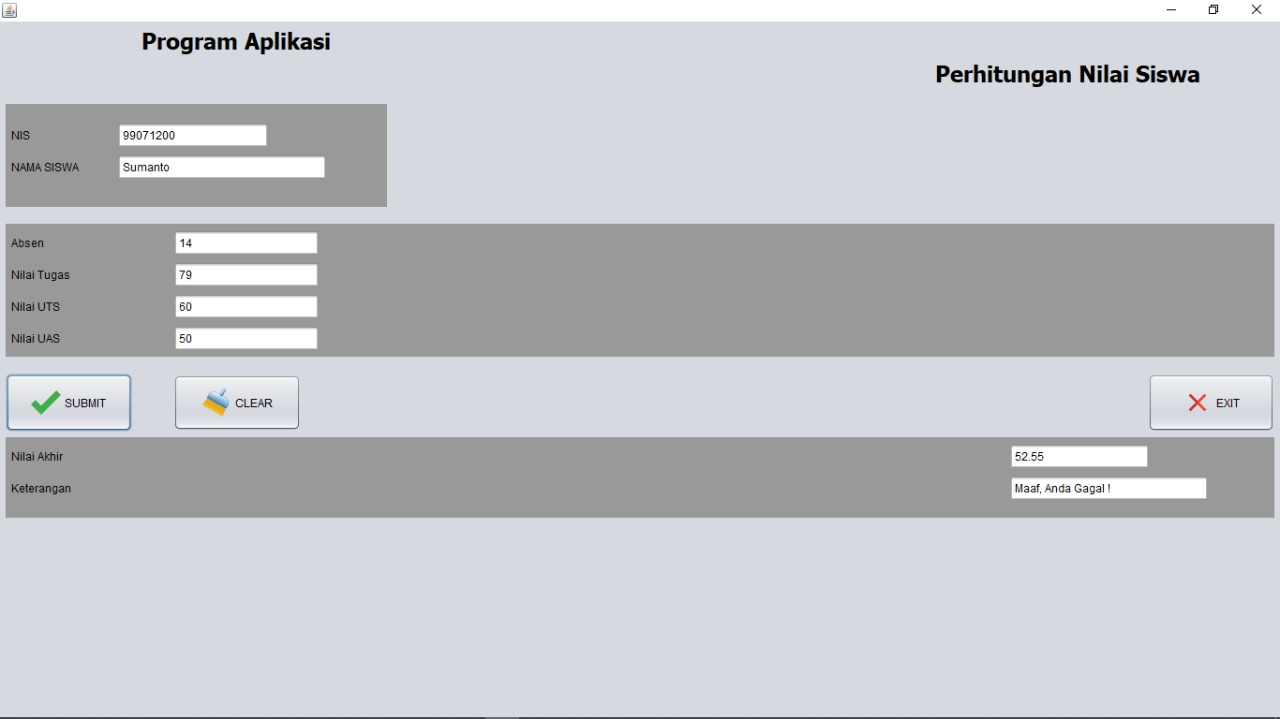 Program Aplikasi
Perhitungan Nilai Siswa
NIS 99071200
NAMA SISWA Sumanto
Absen 14
Nilai Tugas 79
Nilai UTS 60
Nilai UAS 50
SUBMIT CLEAR EXIT
Nilai Akhir 52.55
Keterangan Maaf, Anda Gagal !